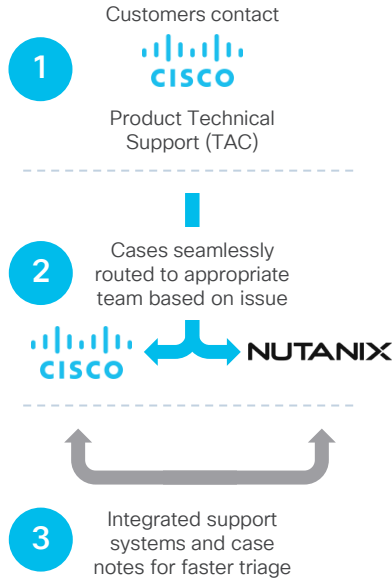 Customers contact
CISCO
1
Product Technical
Support (TAC)
2
Cases seamlessly
routed to appropriate
team based on issue
CISCO
NUTANIX
3
Integrated support
systems and case
notes for faster triage